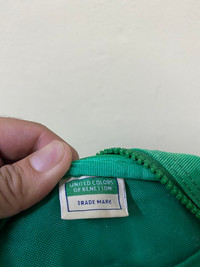 UNITED COLORS
OF BENETTON
TRADE MARK